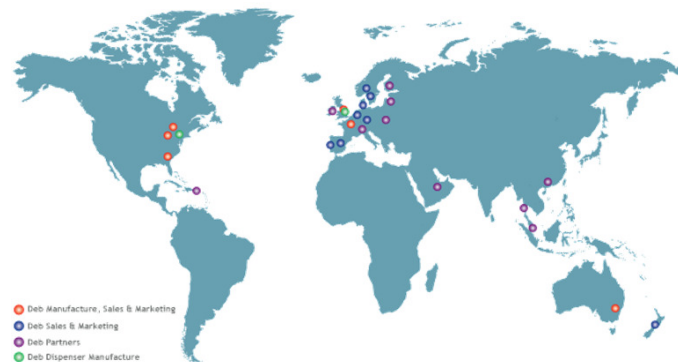 Deb Manufacture, Sales & Marketing
Deb Sales & Marketing
Deb Partners
Deb Dispenser Manufacture